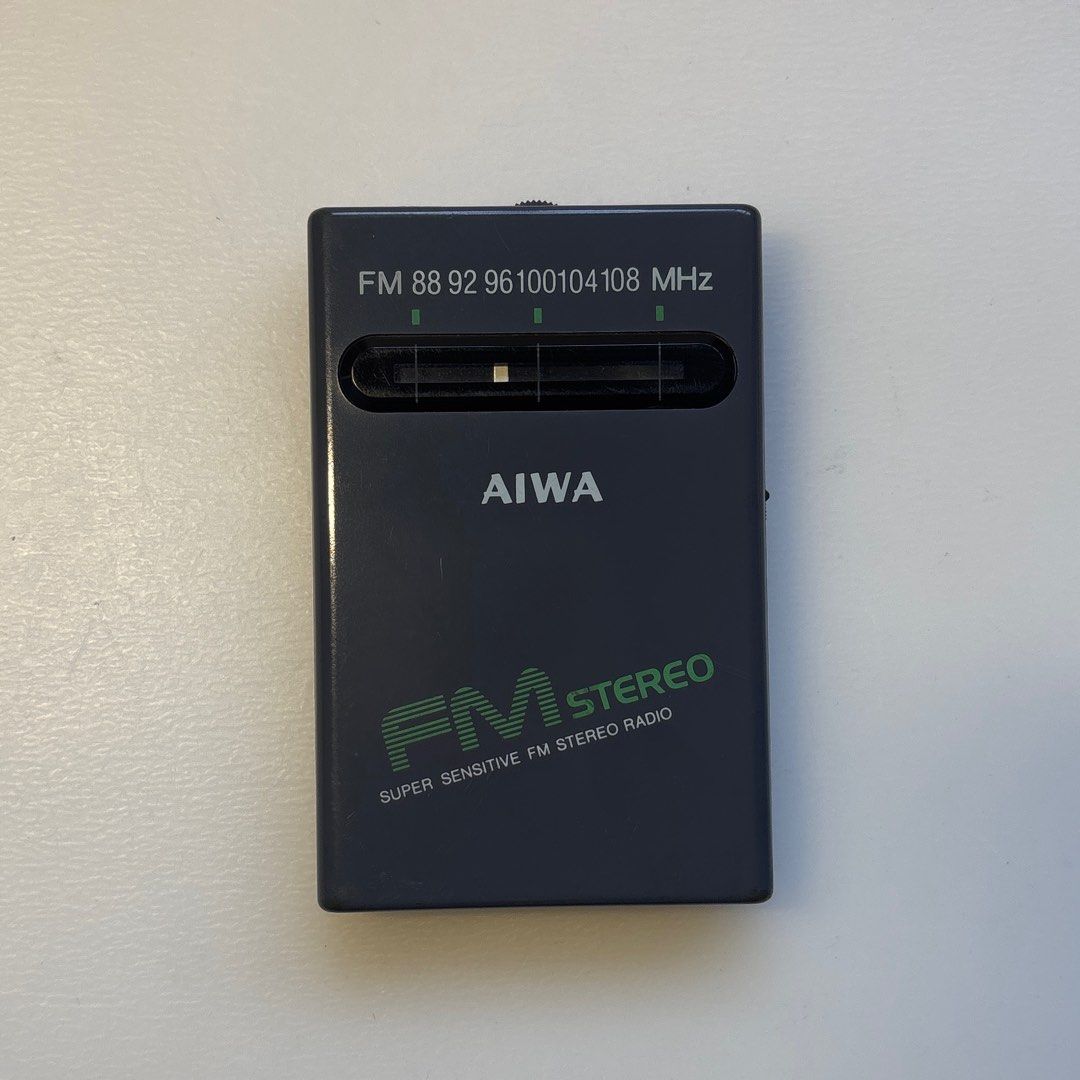 FM 88 92 96 100 104 108 MHz
AIWA
FM STEREO
SUPER SENSITIVE FM STEREO RADIO